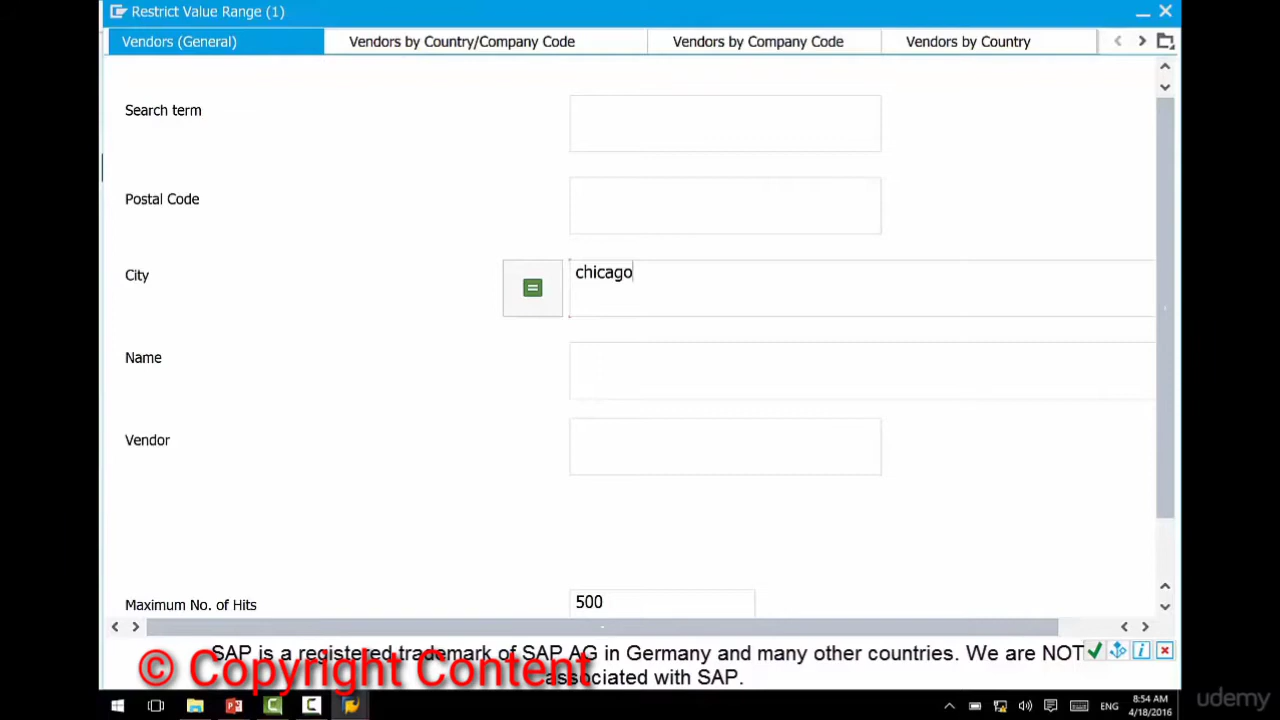 Restrict Value Range (1)
Vendors (General) Vendors by Country/Company Code Vendors by Company Code Vendors by Country
Search term
Postal Code
City chicago
Name
Vendor
Maximum No. of Hits 500
SAP is a registered trademark of SAP AG in Germany and many other countries. We are NOT
associated with SAP.
© Copyright Content
ENG
8:54 AM
4/18/2016
udemy